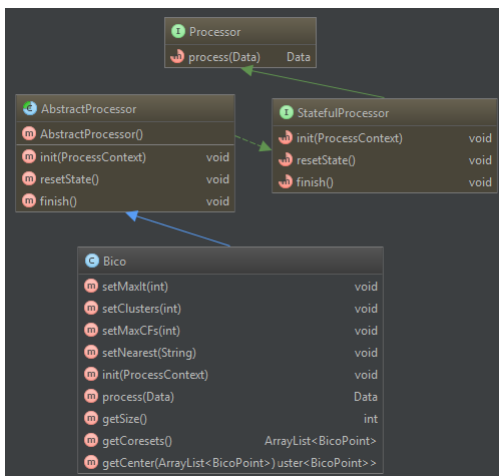 I Processor
m process(Data) Data
C AbstractProcessor
m AbstractProcessor()
m init(ProcessContext) void
m resetState() void
m finish() void
I StatefulProcessor
m init(ProcessContext) void
m resetState() void
m finish() void
C Bico
m setMaxIt(int) void
m setClusters(int) void
m setMaxCFs(int) void
m setNearest(String) void
m init(ProcessContext) void
m process(Data) Data
m getSize() int
m getCoresets() ArrayList<BicoPoint>
m getCenter(ArrayList<BicoPoint>) uster<BicoPoint>>